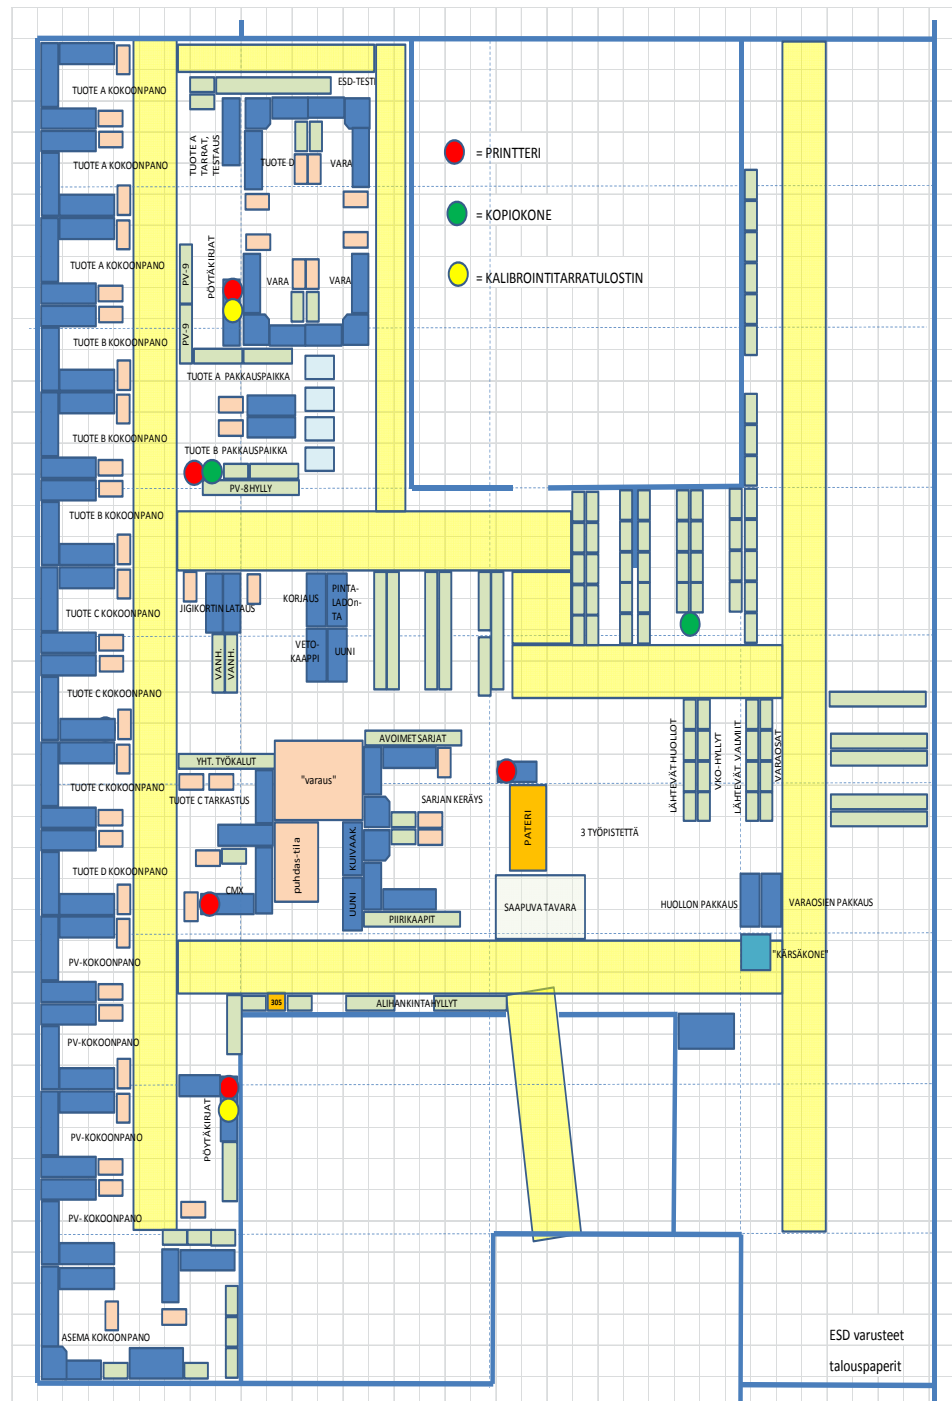 TUOTE A KOKOONPANO
TUOTE A KOKOONPANO
TUOTE A KOKOONPANO
TUOTE B KOKOONPANO
TUOTE B KOKOONPANO
TUOTE B KOKOONPANO
TUOTE C KOKOONPANO
TUOTE C KOKOONPANO
TUOTE C KOKOONPANO
TUOTE D KOKOONPANO
PV-KOKOONPANO
PV-KOKOONPANO
PV-KOKOONPANO
PV- KOKOONPANO
ASEMA KOKOONPANO
ESD-TESTI
TUOTE A
TARRAT,
TESTAUS
TUOTE D
VARA
PV-9
PÖYTÄKIRJAT
VARA
VARA
PV-9
TUOTE A PAKKAUSPAIKKA
TUOTE B PAKKAUSPAIKKA
PV-8 HYLLY
= PRINTTERI
= KOPIOKONE
= KALIBROINTITARRATULOSTIN
JIGIKORTIN LATAUS
VANH.
VANH.
KORJAUS
PINTA-
LADOn-
TA
VETO-
KAAPPI
UUNI
AVOIMET SARJAT
YHT. TYÖKALUT
"varaus"
TUOTE C TARKASTUS
SARJAN KERÄYS
puhdas-tila
KUIVAAK.
UUNI
CMX
PIIRIKAAPIT
PATERI
3 TYÖPISTETTÄ
SAAPUVA TAVARA
LÄHTEVÄT HUOLLOT
VKO-HYLLYT
LÄHTEVÄT VALMIIT
VARAOSAT
HUOLLON PAKKAUS
VARAOSIEN PAKKAUS
"KÄRSÄKONE"
305
ALIHANKINTAHYLLYT
PÖYTÄKIRJAT
ESD varusteet
talouspaperit